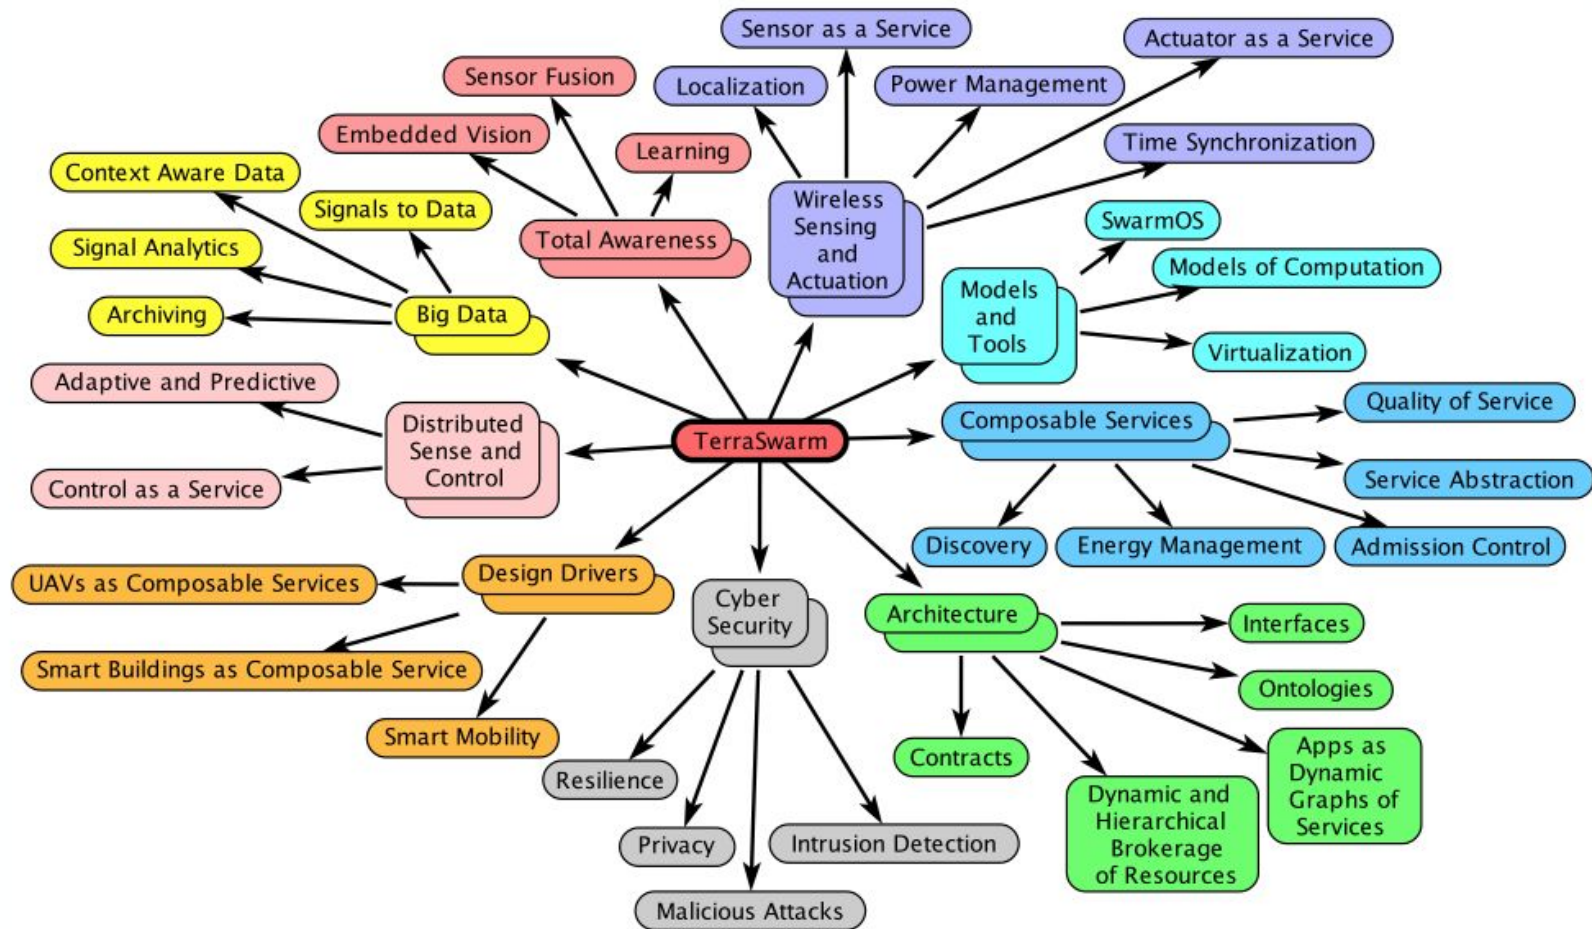 Sensor as a Service
Actuator as a Service
Sensor Fusion
Localization
Power Management
Embedded Vision
Learning
Time Synchronization
Context Aware Data
Signals to Data
Wireless
Sensing
and
Actuation
SwarmOS
Total Awareness
Signal Analytics
Models of Computation
Archiving
Big Data
Models
and
Tools
Virtualization
Adaptive and Predictive
Quality of Service
Distributed
Sense and
Control
TerraSwarm
Composable Services
Control as a Service
Service Abstraction
Discovery
Energy Management
Admission Control
UAVs as Composable Services
Design Drivers
Cyber
Security
Architecture
Interfaces
Smart Buildings as Composable Service
Ontologies
Smart Mobility
Contracts
Apps as
Dynamic
Graphs of
Services
Resilience
Dynamic and
Hierarchical
Brokerage
of Resources
Privacy
Intrusion Detection
Malicious Attacks